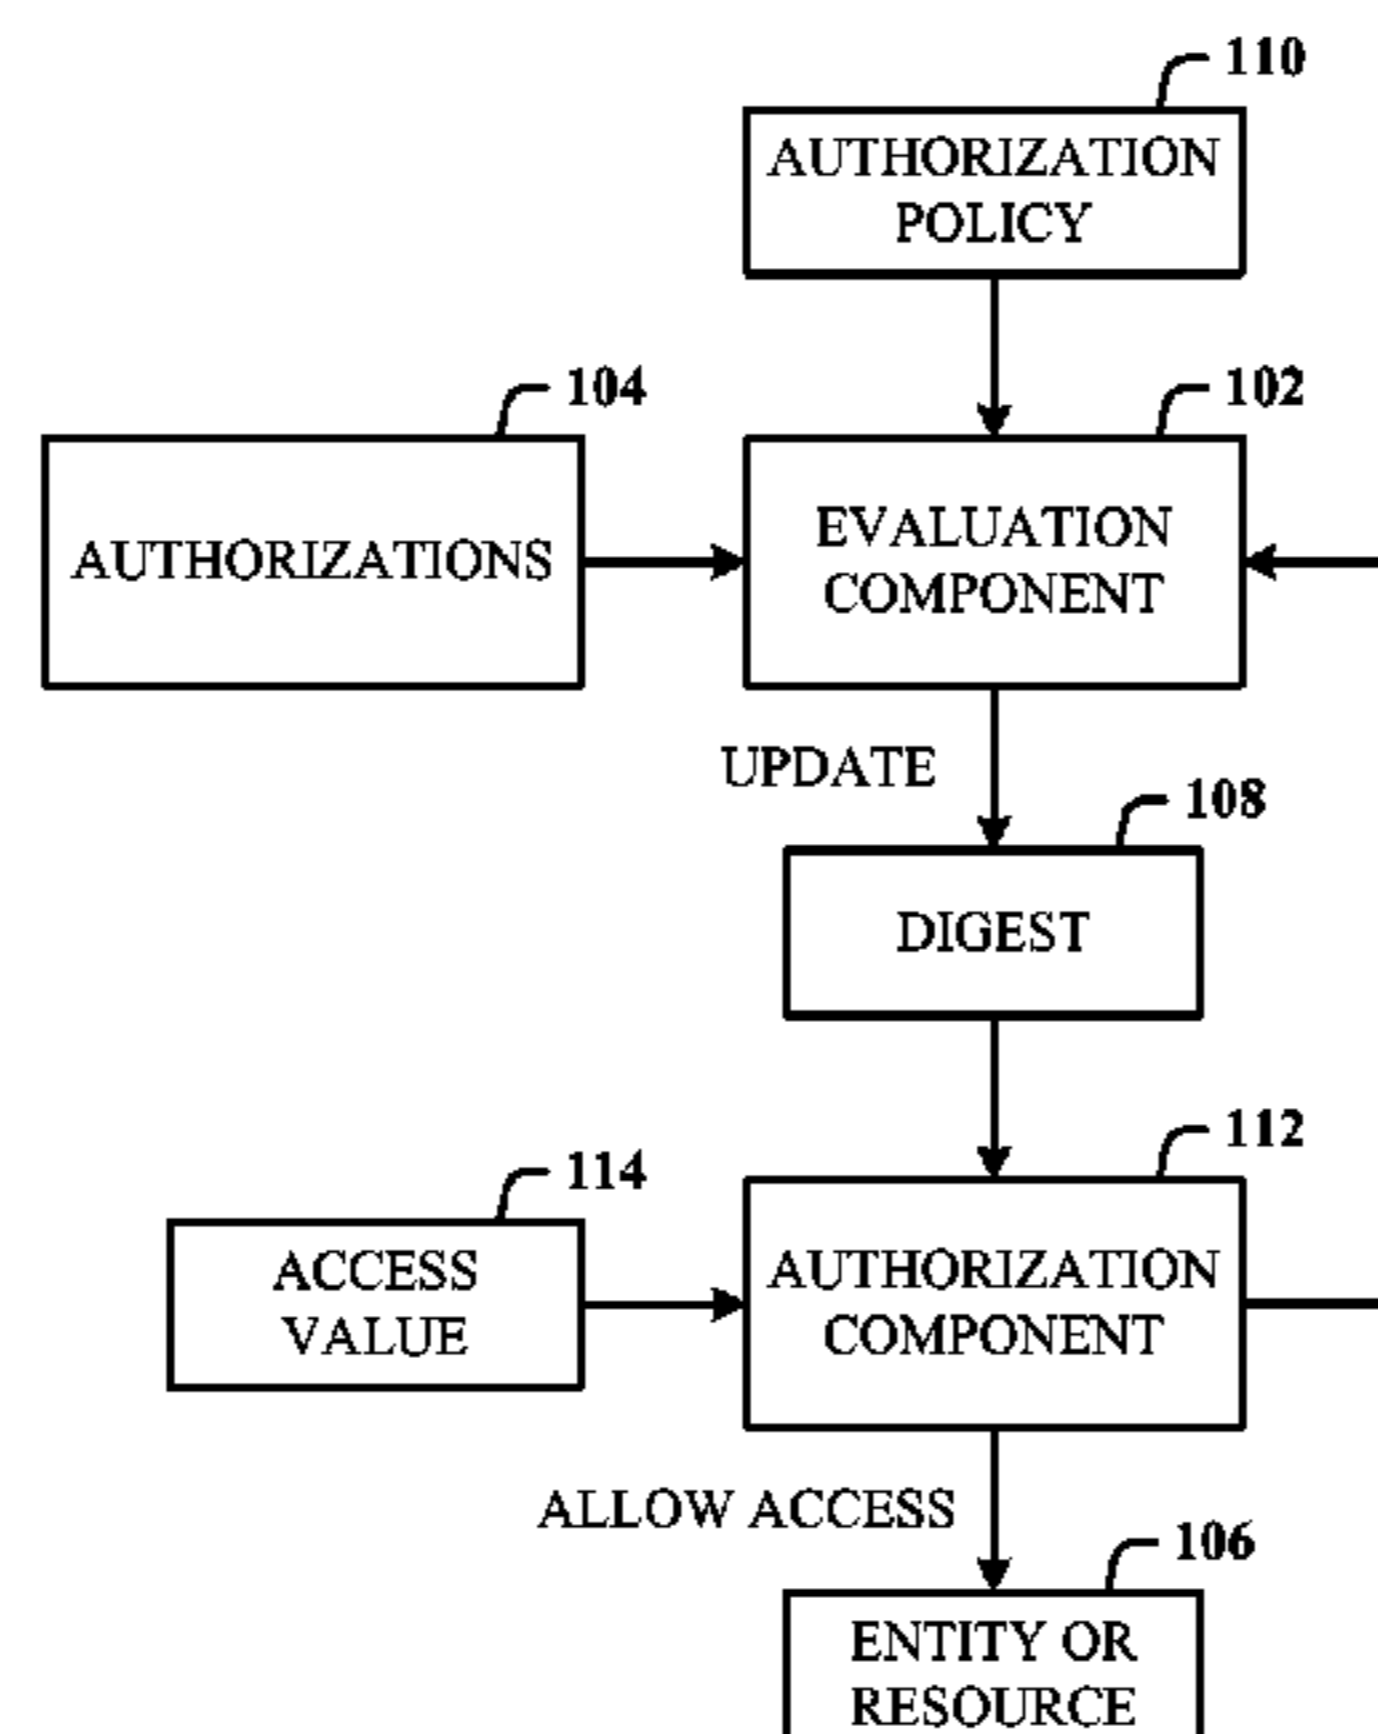 110
AUTHORIZATION
POLICY
104
102
AUTHORIZATIONS
EVALUATION
COMPONENT
UPDATE
108
DIGEST
112
114
ACCESS
VALUE
AUTHORIZATION
COMPONENT
ALLOW ACCESS
106
ENTITY OR
RESOURCE